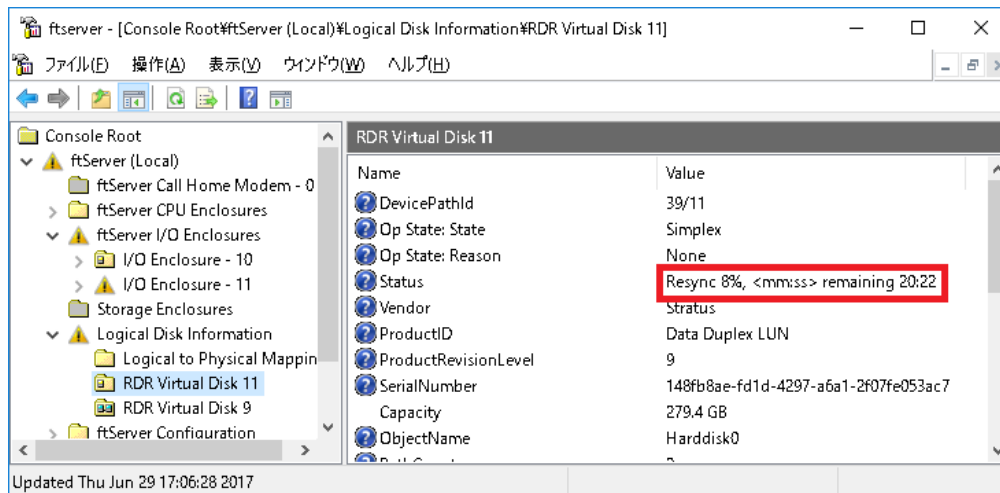 ftserver - [Console Root¥ftServer (Local)¥Logical Disk Information¥RDR Virtual Disk 11]
ファイル(F) 操作(A) 表示(V) ウィンドウ(W) ヘルプ(H)
Console Root
ftServer (Local)
ftServer Call Home Modem - 0
ftServer CPU Enclosures
ftServer I/O Enclosures
I/O Enclosure - 10
I/O Enclosure - 11
Storage Enclosures
Logical Disk Information
Logical to Physical Mappin
RDR Virtual Disk 11
RDR Virtual Disk 9
ftServer Configuration
RDR Virtual Disk 11
Name Value
DevicePathId 39/11
Op State: State Simplex
Op State: Reason None
Status Resync 8%, <mm:ss> remaining 20:22
Vendor Stratus
ProductID Data Duplex LUN
ProductRevisionLevel 9
SerialNumber 148fb8ae-fd1d-4297-a6a1-2f07fe053ac7
Capacity 279.4 GB
ObjectName Harddisk0
Updated Thu Jun 29 17:06:28 2017